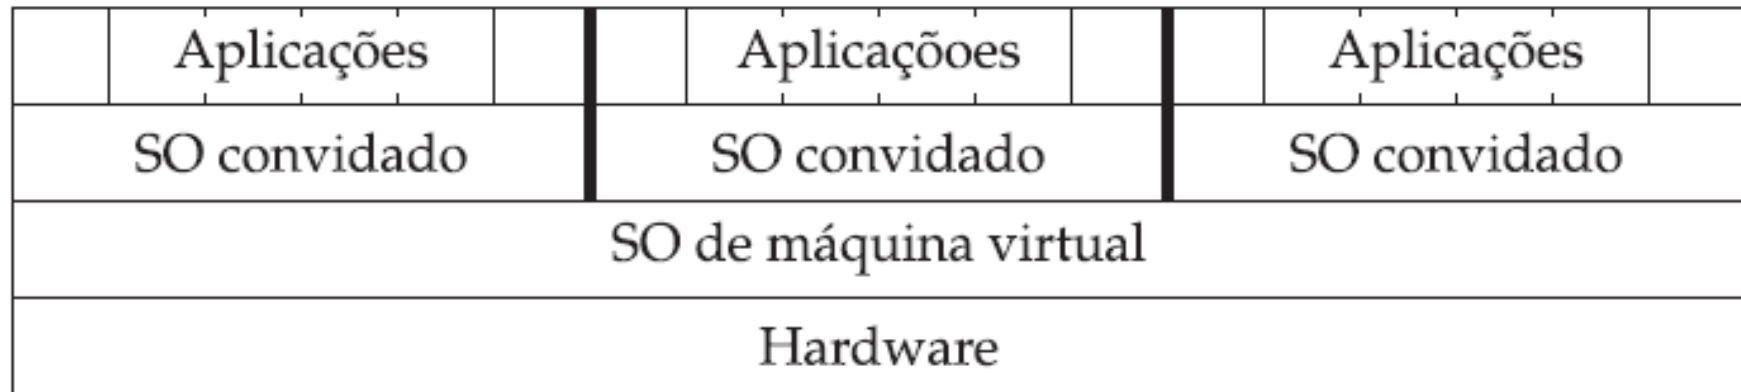 Aplicações Aplicaçõoes Aplicações
SO convidado SO convidado SO convidado
SO de máquina virtual
Hardware